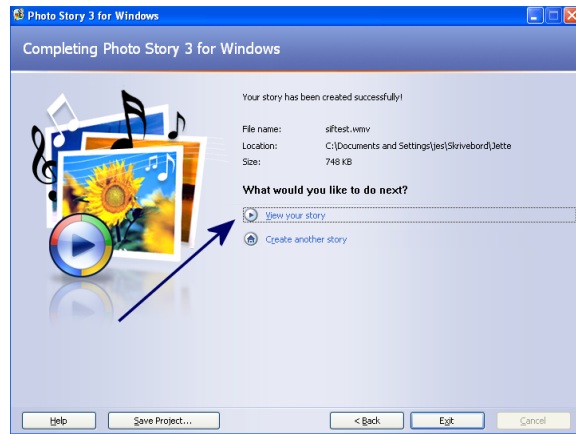 Photo Story 3 for Windows
Completing Photo Story 3 for Windows
Your story has been created successfully!
File name: siftest.wmv
Location: C:\Documents and Settings\jes\Skrivebord\Jette
Size: 748 KB
What would you like to do next?
View your story
Create another story
Help Save Project... < Back Exit Cancel